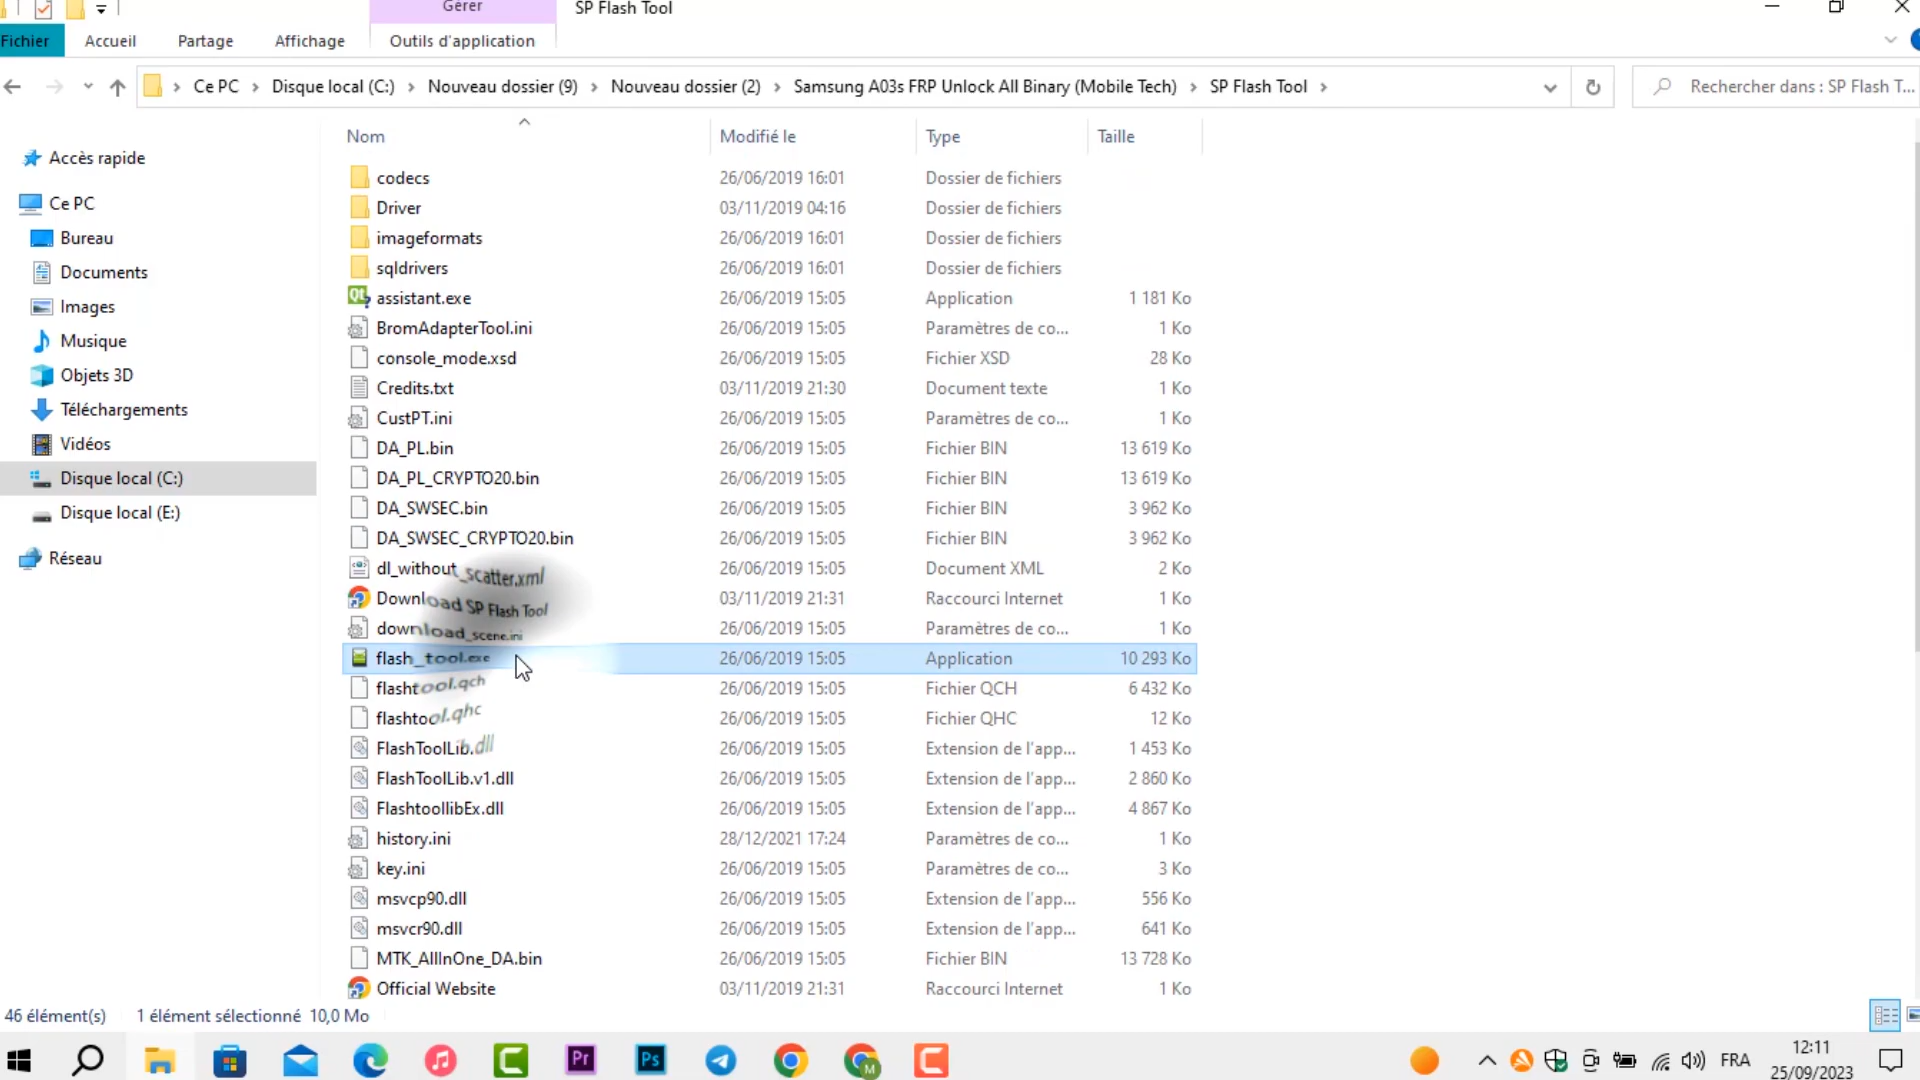 Gérer
SP Flash Tool
Fichier Accueil Partage Affichage Outils d'application
Ce PC Disque local (C:) Nouveau dossier (9) Nouveau dossier (2) Samsung A03s FRP Unlock All Binary (Mobile Tech) SP Flash Tool
Rechercher dans : SP Flash T...
Nom Modifié le Type Taille
Accès rapide
Ce PC
Bureau
Documents
Images
Musique
Objets 3D
Téléchargements
Vidéos
Disque local (C:)
Disque local (E:)
Réseau
codecs 26/06/2019 16:01 Dossier de fichiers
Driver 03/11/2019 04:16 Dossier de fichiers
imageformats 26/06/2019 16:01 Dossier de fichiers
sqldrivers 26/06/2019 16:01 Dossier de fichiers
assistant.exe 26/06/2019 15:05 Application 1 181 Ko
BromAdapterTool.ini 26/06/2019 15:05 Paramètres de co... 1 Ko
console_mode.xsd 26/06/2019 15:05 Fichier XSD 28 Ko
Credits.txt 03/11/2019 21:30 Document texte 1 Ko
CustPT.ini 26/06/2019 15:05 Paramètres de co... 1 Ko
DA_PL.bin 26/06/2019 15:05 Fichier BIN 13 619 Ko
DA_PL_CRYPTO20.bin 26/06/2019 15:05 Fichier BIN 13 619 Ko
DA_SWSEC.bin 26/06/2019 15:05 Fichier BIN 3 962 Ko
DA_SWSEC_CRYPTO20.bin 26/06/2019 15:05 Fichier BIN 3 962 Ko
dl_without_scatter.xml 26/06/2019 15:05 Document XML 2 Ko
Download SP Flash Tool 03/11/2019 21:31 Raccourci Internet 1 Ko
download_scene.ini 26/06/2019 15:05 Paramètres de co... 1 Ko
flash_tool.exe 26/06/2019 15:05 Application 10 293 Ko
flashtool.qch 26/06/2019 15:05 Fichier QCH 6 432 Ko
flashtool.qhc 26/06/2019 15:05 Fichier QHC 12 Ko
FlashToolLib.dll 26/06/2019 15:05 Extension de l'app... 1 453 Ko
FlashToolLib.v1.dll 26/06/2019 15:05 Extension de l'app... 2 860 Ko
FlashtoollibEx.dll 26/06/2019 15:05 Extension de l'app... 4 867 Ko
history.ini 28/12/2021 17:24 Paramètres de co... 1 Ko
key.ini 26/06/2019 15:05 Paramètres de co... 3 Ko
msvcp90.dll 26/06/2019 15:05 Extension de l'app... 556 Ko
msvcr90.dll 26/06/2019 15:05 Extension de l'app... 641 Ko
MTK_AllInOne_DA.bin 26/06/2019 15:05 Fichier BIN 13 728 Ko
Official Website 03/11/2019 21:31 Raccourci Internet 1 Ko
46 élément(s) 1 élément sélectionné 10,0 Mo
Qt
Pr
Ps
M
FRA
12:11
25/09/2023